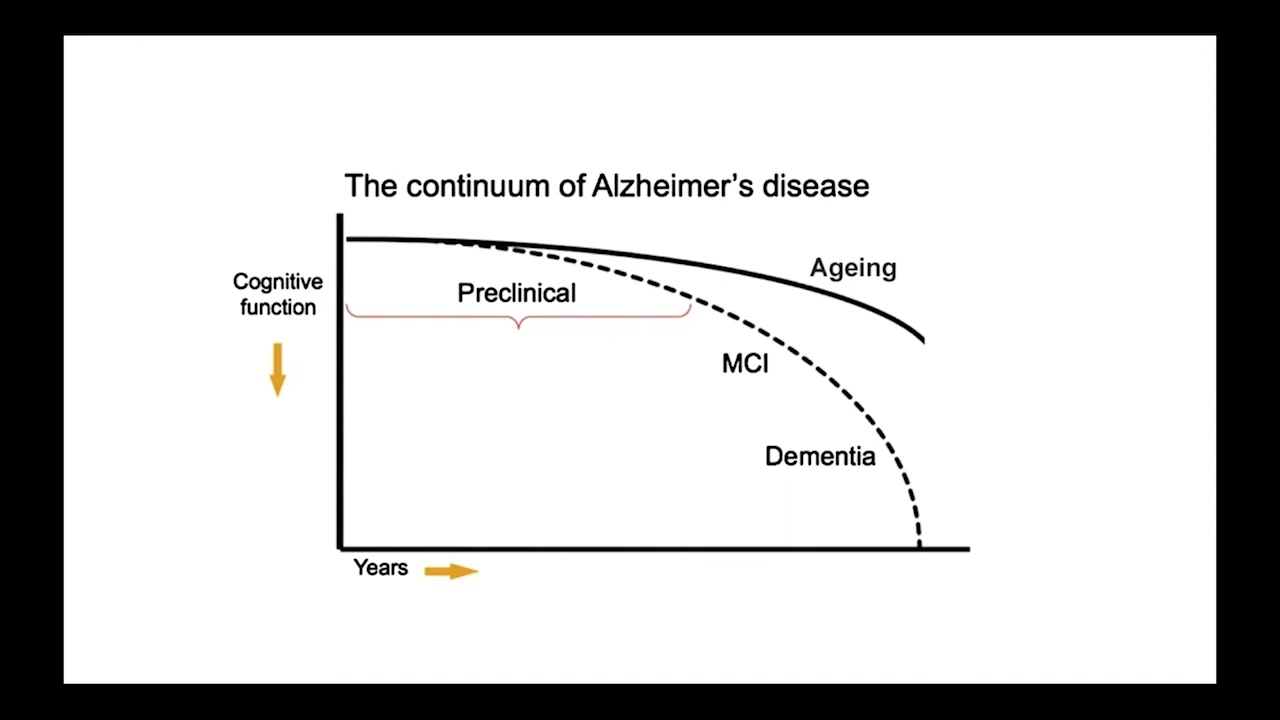 The continuum of Alzheimer’s disease
Cognitive
function
Ageing
Preclinical
MCI
Dementia
Years